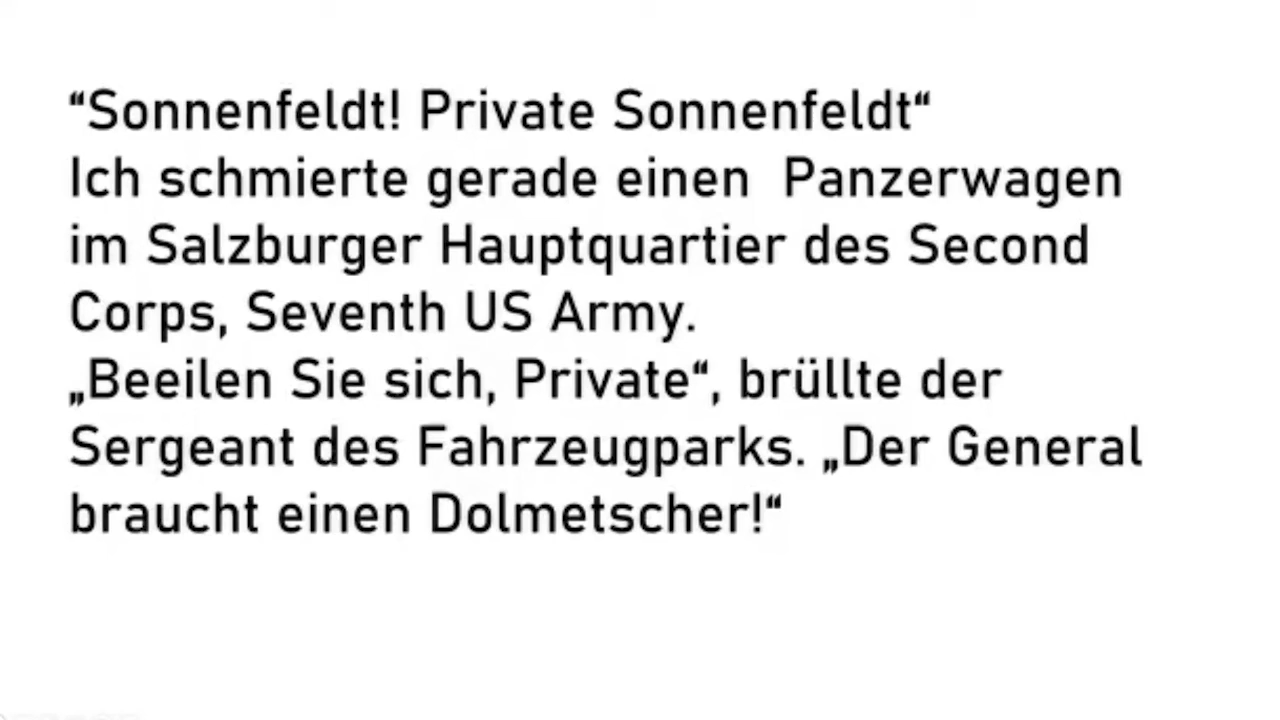 “Sonnenfeldt! Private Sonnenfeldt“
Ich schmierte gerade einen  Panzerwagen
im Salzburger Hauptquartier des Second
Corps, Seventh US Army.
„Beeilen Sie sich, Private“, brüllte der
Sergeant des Fahrzeugparks. „Der General
braucht einen Dolmetscher!“